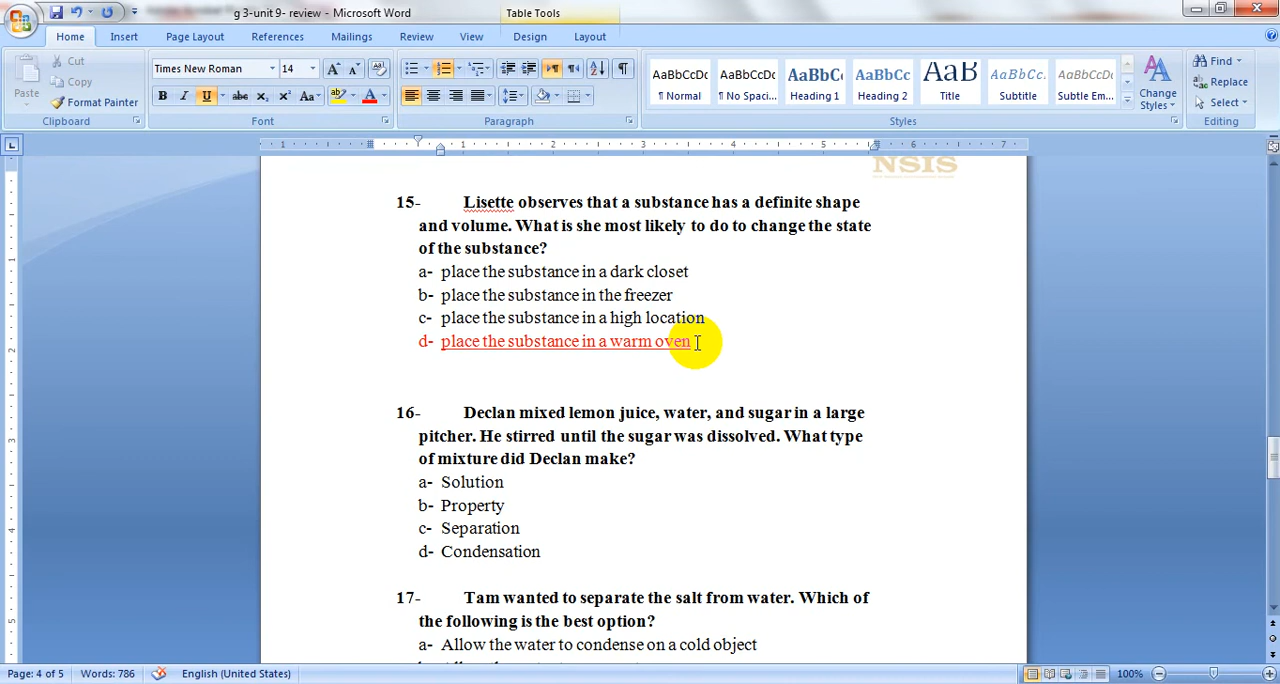 g 3-unit 9- review - Microsoft Word
Table Tools
Home Insert Page Layout References Mailings Review View Design Layout
Paste
Cut
Copy
Format Painter
Clipboard
Times New Roman 14
Font
Paragraph
AaBbCcDc AaBbCcDc AaBbC AaBbCc AaB AaBbCc. AaBbCcDc
¶ Normal ¶ No Spaci... Heading 1 Heading 2 Title Subtitle Subtle Em...
Change Styles
Styles
Find
Replace
Select
Editing
NSIS
15- Lisette observes that a substance has a definite shape
and volume. What is she most likely to do to change the state
of the substance?
a- place the substance in a dark closet
b- place the substance in the freezer
c- place the substance in a high location
d- place the substance in a warm oven
16- Declan mixed lemon juice, water, and sugar in a large
pitcher. He stirred until the sugar was dissolved. What type
of mixture did Declan make?
a- Solution
b- Property
c- Separation
d- Condensation
17- Tam wanted to separate the salt from water. Which of
the following is the best option?
a- Allow the water to condense on a cold object
Page: 4 of 5 Words: 786 English (United States) 100%